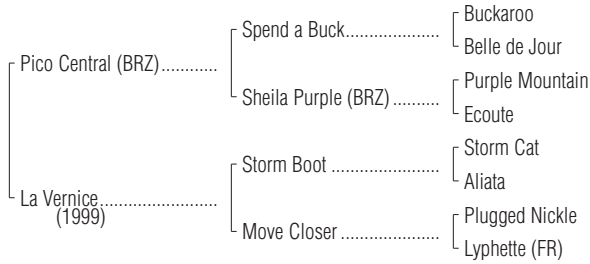 Pico Central (BRZ)............
Spend a Buck.....................
Buckaroo
Belle de Jour
Sheila Purple (BRZ) ..........
Purple Mountain
Ecoute
La Vernice..........................
(1999)
Storm Boot ........................
Storm Cat
Aliata
Move Closer ......................
Plugged Nickle
Lyphette (FR)